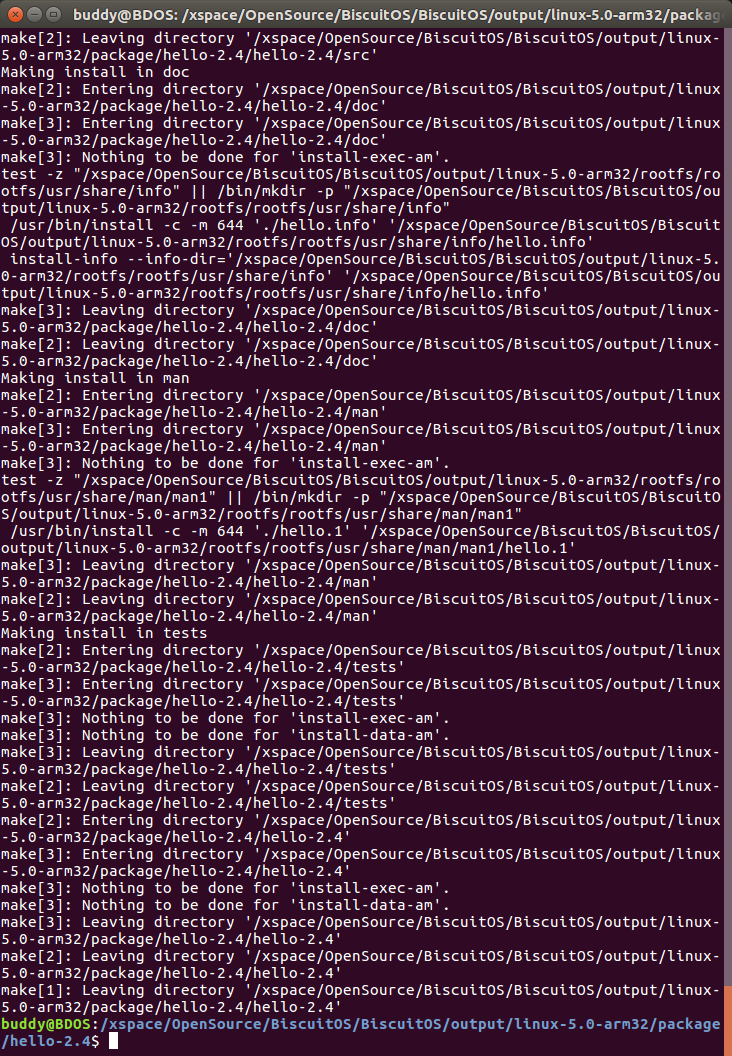 buddy@BDOS: /xspace/OpenSource/BiscuitOS/BiscuitOS/output/linux-5.0-arm32/packag
make[2]: Leaving directory '/xspace/OpenSource/BiscuitOS/BiscuitOS/output/linux-
5.0-arm32/package/hello-2.4/hello-2.4/src'
Making install in doc
make[2]: Entering directory '/xspace/OpenSource/BiscuitOS/BiscuitOS/output/linux
-5.0-arm32/package/hello-2.4/hello-2.4/doc'
make[3]: Entering directory '/xspace/OpenSource/BiscuitOS/BiscuitOS/output/linux
-5.0-arm32/package/hello-2.4/hello-2.4/doc'
make[3]: Nothing to be done for 'install-exec-am'.
test -z "/xspace/OpenSource/BiscuitOS/BiscuitOS/output/linux-5.0-arm32/rootfs/ro
otfs/usr/share/info" || /bin/mkdir -p "/xspace/OpenSource/BiscuitOS/BiscuitOS/ou
tput/linux-5.0-arm32/rootfs/rootfs/usr/share/info"
 /usr/bin/install -c -m 644 './hello.info' '/xspace/OpenSource/BiscuitOS/Biscuit
OS/output/linux-5.0-arm32/rootfs/rootfs/usr/share/info/hello.info'
 install-info --info-dir='/xspace/OpenSource/BiscuitOS/BiscuitOS/output/linux-5.
0-arm32/rootfs/rootfs/usr/share/info' '/xspace/OpenSource/BiscuitOS/BiscuitOS/ou
tput/linux-5.0-arm32/rootfs/rootfs/usr/share/info/hello.info'
make[3]: Leaving directory '/xspace/OpenSource/BiscuitOS/BiscuitOS/output/linux-
5.0-arm32/package/hello-2.4/hello-2.4/doc'
make[2]: Leaving directory '/xspace/OpenSource/BiscuitOS/BiscuitOS/output/linux-
5.0-arm32/package/hello-2.4/hello-2.4/doc'
Making install in man
make[2]: Entering directory '/xspace/OpenSource/BiscuitOS/BiscuitOS/output/linux
-5.0-arm32/package/hello-2.4/hello-2.4/man'
make[3]: Entering directory '/xspace/OpenSource/BiscuitOS/BiscuitOS/output/linux
-5.0-arm32/package/hello-2.4/hello-2.4/man'
make[3]: Nothing to be done for 'install-exec-am'.
test -z "/xspace/OpenSource/BiscuitOS/BiscuitOS/output/linux-5.0-arm32/rootfs/ro
otfs/usr/share/man/man1" || /bin/mkdir -p "/xspace/OpenSource/BiscuitOS/BiscuitO
S/output/linux-5.0-arm32/rootfs/rootfs/usr/share/man/man1"
 /usr/bin/install -c -m 644 './hello.1' '/xspace/OpenSource/BiscuitOS/BiscuitOS/
output/linux-5.0-arm32/rootfs/rootfs/usr/share/man/man1/hello.1'
make[3]: Leaving directory '/xspace/OpenSource/BiscuitOS/BiscuitOS/output/linux-
5.0-arm32/package/hello-2.4/hello-2.4/man'
make[2]: Leaving directory '/xspace/OpenSource/BiscuitOS/BiscuitOS/output/linux-
5.0-arm32/package/hello-2.4/hello-2.4/man'
Making install in tests
make[2]: Entering directory '/xspace/OpenSource/BiscuitOS/BiscuitOS/output/linux
-5.0-arm32/package/hello-2.4/hello-2.4/tests'
make[3]: Entering directory '/xspace/OpenSource/BiscuitOS/BiscuitOS/output/linux
-5.0-arm32/package/hello-2.4/hello-2.4/tests'
make[3]: Nothing to be done for 'install-exec-am'.
make[3]: Nothing to be done for 'install-data-am'.
make[3]: Leaving directory '/xspace/OpenSource/BiscuitOS/BiscuitOS/output/linux-
5.0-arm32/package/hello-2.4/hello-2.4/tests'
make[2]: Leaving directory '/xspace/OpenSource/BiscuitOS/BiscuitOS/output/linux-
5.0-arm32/package/hello-2.4/hello-2.4/tests'
make[2]: Entering directory '/xspace/OpenSource/BiscuitOS/BiscuitOS/output/linux
-5.0-arm32/package/hello-2.4/hello-2.4'
make[3]: Entering directory '/xspace/OpenSource/BiscuitOS/BiscuitOS/output/linux
-5.0-arm32/package/hello-2.4/hello-2.4'
make[3]: Nothing to be done for 'install-exec-am'.
make[3]: Nothing to be done for 'install-data-am'.
make[3]: Leaving directory '/xspace/OpenSource/BiscuitOS/BiscuitOS/output/linux-
5.0-arm32/package/hello-2.4/hello-2.4'
make[2]: Leaving directory '/xspace/OpenSource/BiscuitOS/BiscuitOS/output/linux-
5.0-arm32/package/hello-2.4/hello-2.4'
make[1]: Leaving directory '/xspace/OpenSource/BiscuitOS/BiscuitOS/output/linux-
5.0-arm32/package/hello-2.4/hello-2.4'
buddy@BDOS:/xspace/OpenSource/BiscuitOS/BiscuitOS/output/linux-5.0-arm32/package
/hello-2.4$